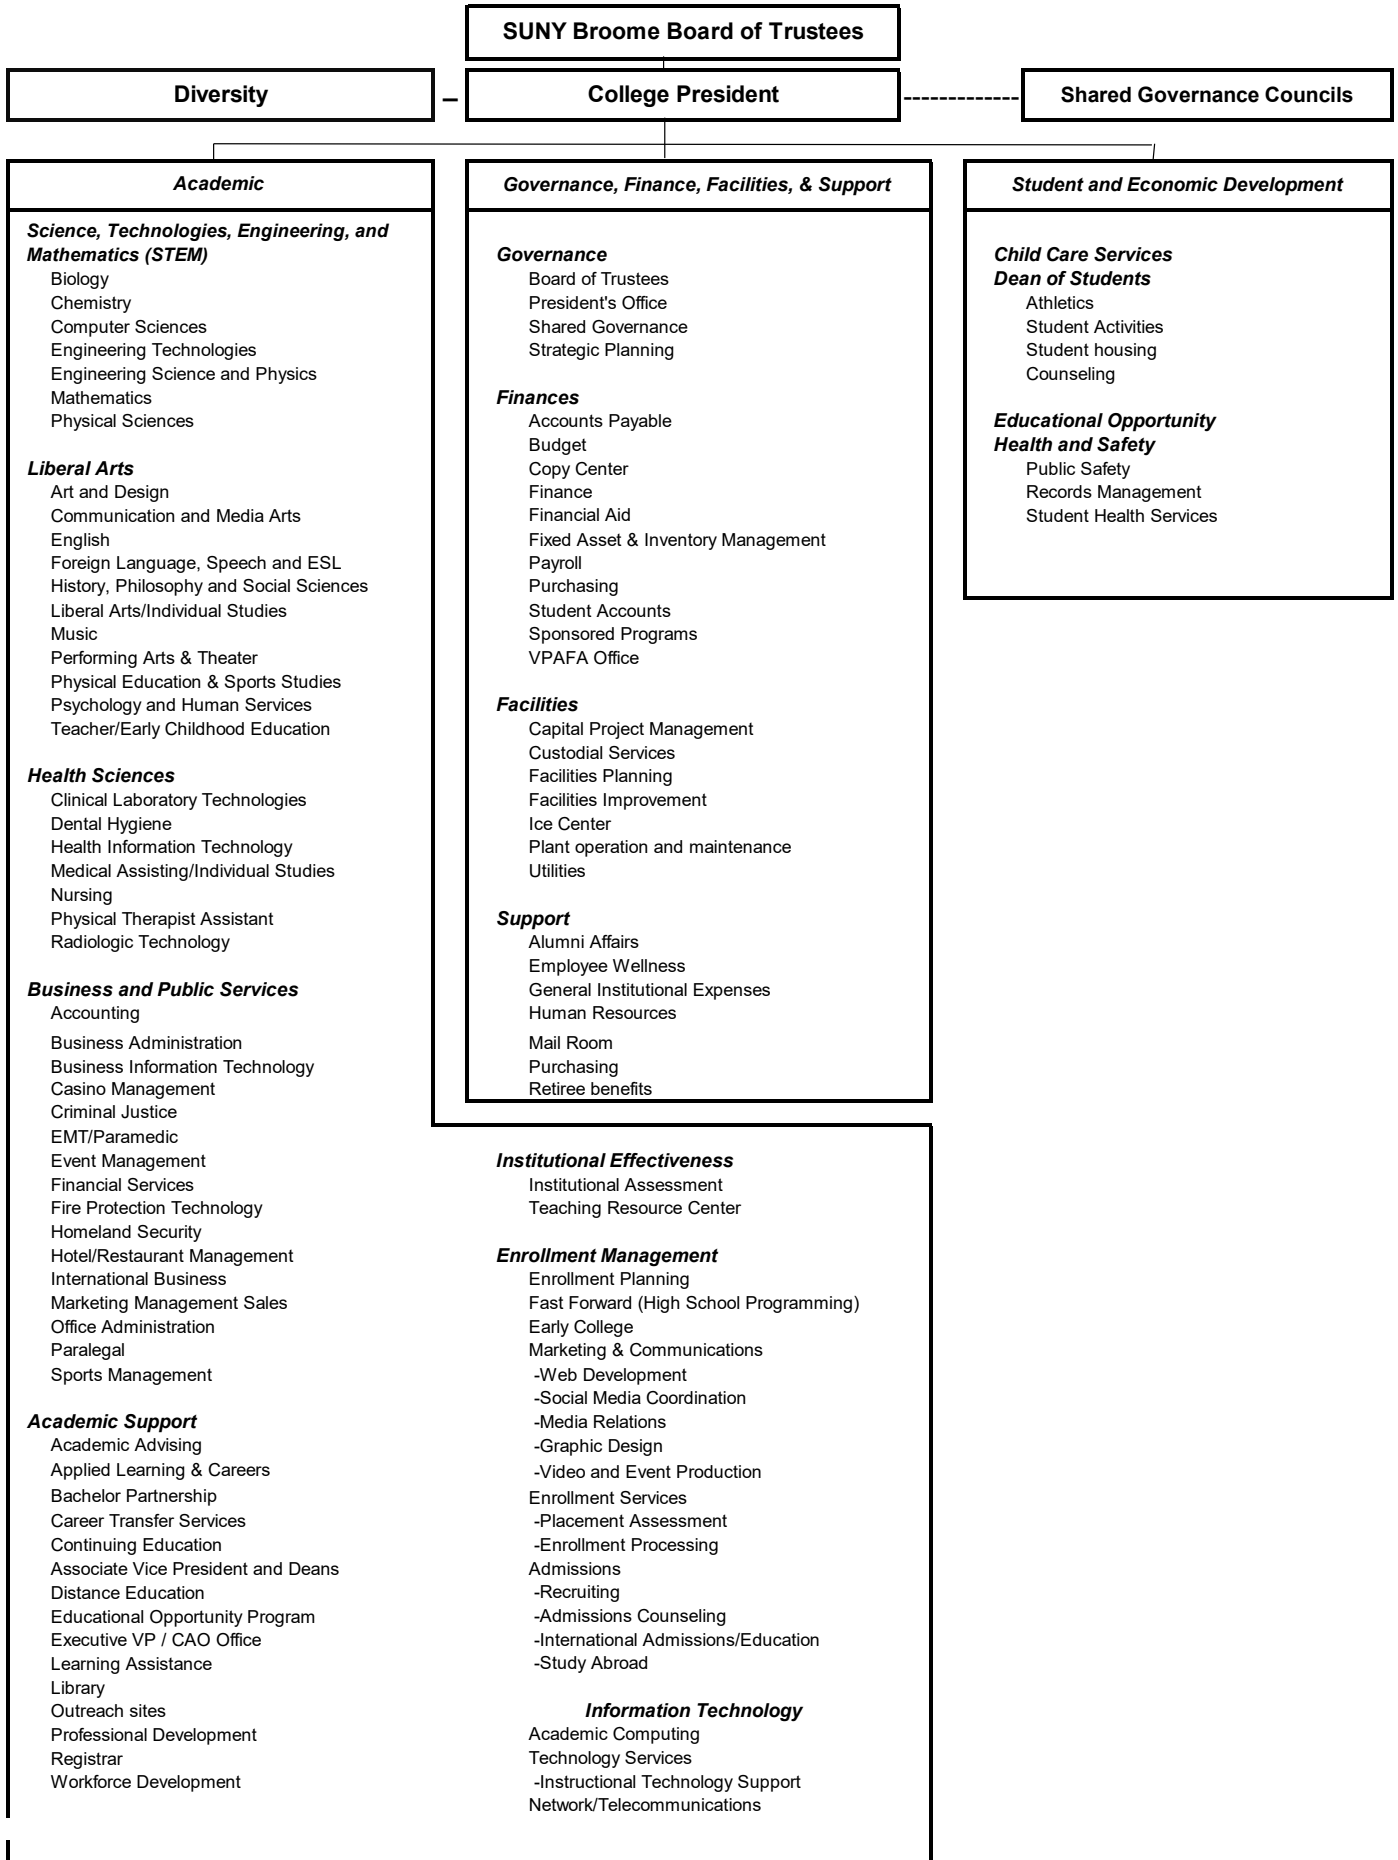 SUNY Broome Board of Trustees
Diversity
College President
Shared Governance Councils
Academic
Science, Technologies, Engineering, and
Mathematics (STEM)
Biology
Chemistry
Computer Sciences
Engineering Technologies
Engineering Science and Physics
Mathematics
Physical Sciences
Liberal Arts
Art and Design
Communication and Media Arts
English
Foreign Language, Speech and ESL
History, Philosophy and Social Sciences
Liberal Arts/Individual Studies
Music
Performing Arts & Theater
Physical Education & Sports Studies
Psychology and Human Services
Teacher/Early Childhood Education
Health Sciences
Clinical Laboratory Technologies
Dental Hygiene
Health Information Technology
Medical Assisting/Individual Studies
Nursing
Physical Therapist Assistant
Radiologic Technology
Business and Public Services
Accounting
Business Administration
Business Information Technology
Casino Management
Criminal Justice
EMT/Paramedic
Event Management
Financial Services
Fire Protection Technology
Homeland Security
Hotel/Restaurant Management
International Business
Marketing Management Sales
Office Administration
Paralegal
Sports Management
Academic Support
Academic Advising
Applied Learning & Careers
Bachelor Partnership
Career Transfer Services
Continuing Education
Associate Vice President and Deans
Distance Education
Educational Opportunity Program
Executive VP / CAO Office
Learning Assistance
Library
Outreach sites
Professional Development
Registrar
Workforce Development
Institutional Effectiveness
Institutional Assessment
Teaching Resource Center
Enrollment Management
Enrollment Planning
Fast Forward (High School Programming)
Early College
Marketing & Communications
-Web Development
-Social Media Coordination
-Media Relations
-Graphic Design
-Video and Event Production
Enrollment Services
-Placement Assessment
-Enrollment Processing
Admissions
-Recruiting
-Admissions Counseling
-International Admissions/Education
-Study Abroad
Information Technology
Academic Computing
Technology Services
-Instructional Technology Support
Network/Telecommunications
Governance, Finance, Facilities, & Support
Governance
Board of Trustees
President's Office
Shared Governance
Strategic Planning
Finances
Accounts Payable
Budget
Copy Center
Finance
Financial Aid
Fixed Asset & Inventory Management
Payroll
Purchasing
Student Accounts
Sponsored Programs
VPAFA Office
Facilities
Capital Project Management
Custodial Services
Facilities Planning
Facilities Improvement
Ice Center
Plant operation and maintenance
Utilities
Support
Alumni Affairs
Employee Wellness
General Institutional Expenses
Human Resources
Mail Room
Purchasing
Retiree benefits
Student and Economic Development
Child Care Services
Dean of Students
Athletics
Student Activities
Student housing
Counseling
Educational Opportunity
Health and Safety
Public Safety
Records Management
Student Health Services